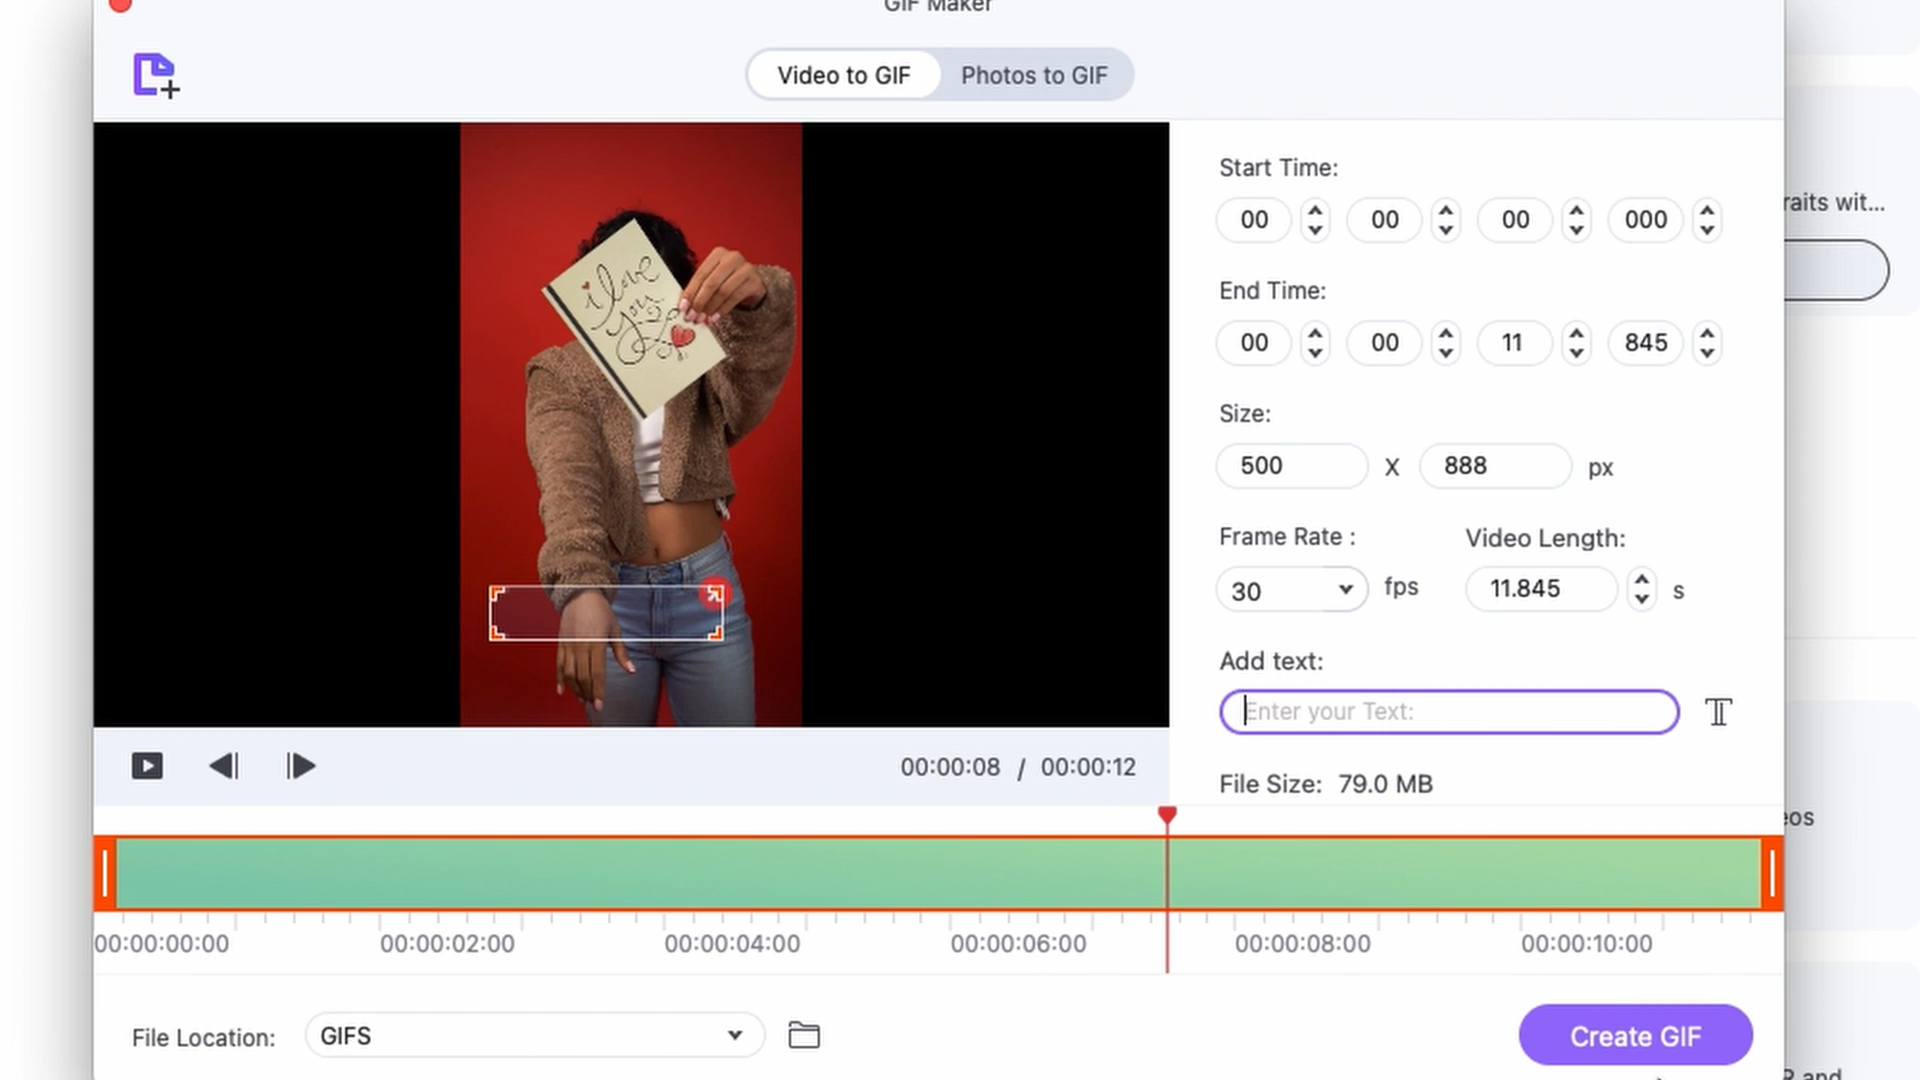 GIF Maker
Video to GIF
Photos to GIF
i love
you
Start Time:
00 00 00 000
End Time:
00 00 11 845
Size:
500 X 888 px
Frame Rate :
Video Length:
30 fps
11.845 s
Add text:
Enter your Text:
File Size: 79.0 MB
00:00:08 / 00:00:12
00:00:00:00
00:00:02:00
00:00:04:00
00:00:06:00
00:00:08:00
00:00:10:00
File Location:
GIFS
Create GIF
raits wit...
eos
R and